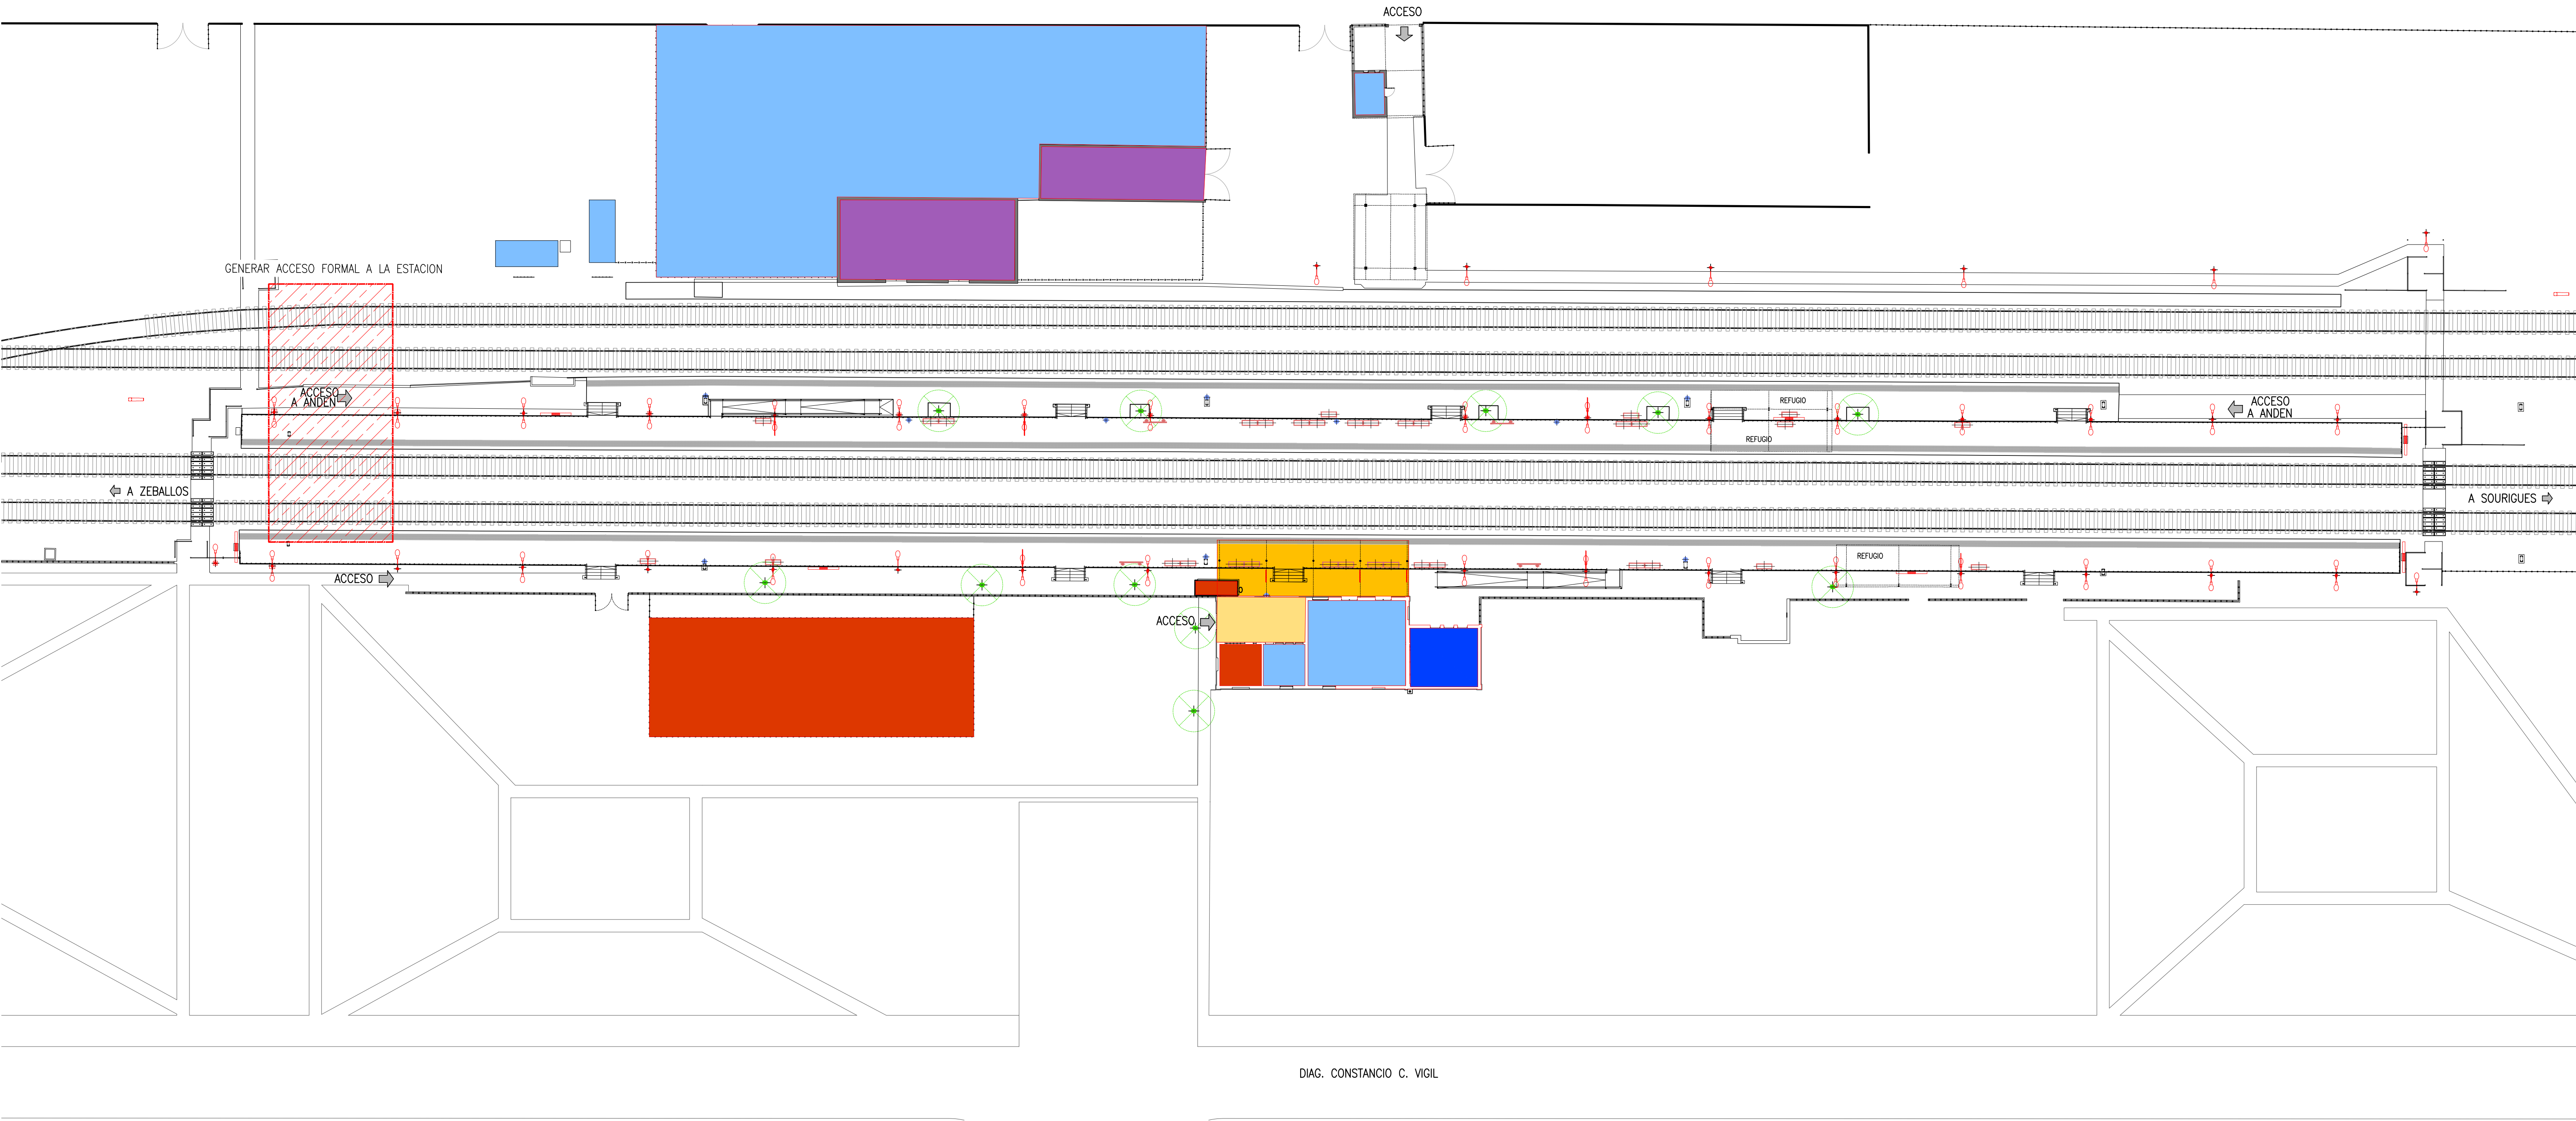 ACCESO
GENERAR ACCESO FORMAL A LA ESTACION
ACCESO
A ANDEN
REFUGIO
ACCESO
A ANDEN
REFUGIO
A ZEBALLOS
A SOURIGUES
REFUGIO
ACCESO
ACCESO
DIAG. CONSTANCIO C. VIGIL